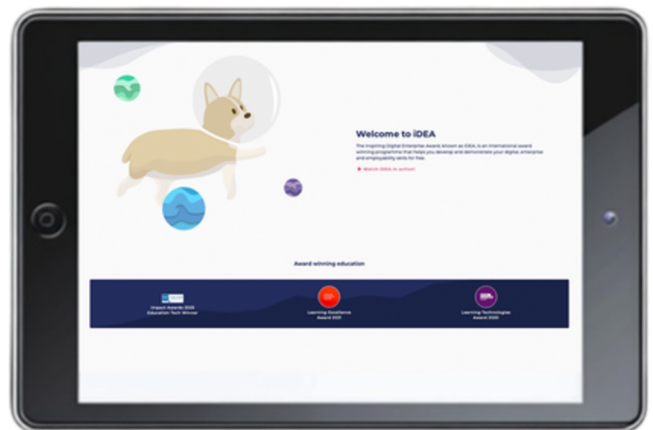 Welcome to iDEA
The Inspiring Digital Enterprise Award, known as iDEA, is an international award
winning programme that helps you develop and demonstrate your digital, enterprise
and employability skills for free.
Watch iDEA in action!
Award winning education
Impact Awards 2020
Education Tech Winner
Learning Excellence
Award 2021
Learning Technologies
Award 2020